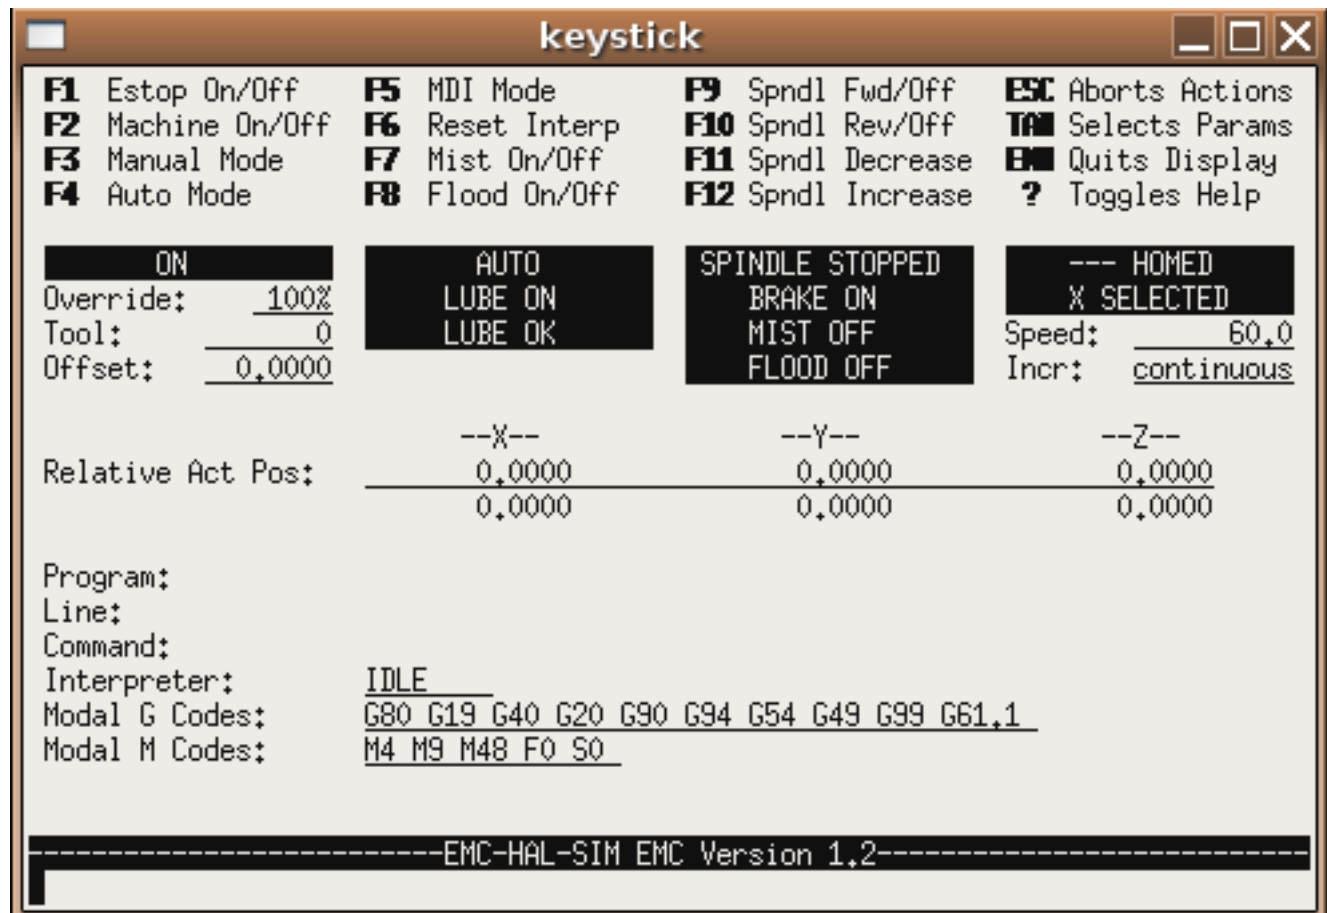 keystick
F1 Estop On/Off F5 MDI Mode F9 Spndl Fwd/Off ESC Aborts Actions
F2 Machine On/Off F6 Reset Interp F10 Spndl Rev/Off TAB Selects Params
F3 Manual Mode F7 Mist On/Off F11 Spndl Decrease Quits Display
F4 Auto Mode F8 Flood On/Off F12 Spndl Increase ? Toggles Help
ON AUTO SPINDLE STOPPED --- HOMED
Override: 100% LUBE ON BRAKE ON X SELECTED
Tool: 0 LUBE OK MIST OFF Speed: 60.0
Offset: 0.0000 FLOOD OFF Incr: continuous
--X-- --Y-- --Z--
Relative Act Pos: 0.0000 0.0000 0.0000
0.0000 0.0000 0.0000
Program:
Line:
Command:
Interpreter: IDLE
Modal G Codes: G80 G19 G40 G20 G90 G94 G54 G49 G99 G61.1
Modal M Codes: M4 M9 M48 F0 S0
--------------------------EMC-HAL-SIM EMC Version 1.2---------------------------